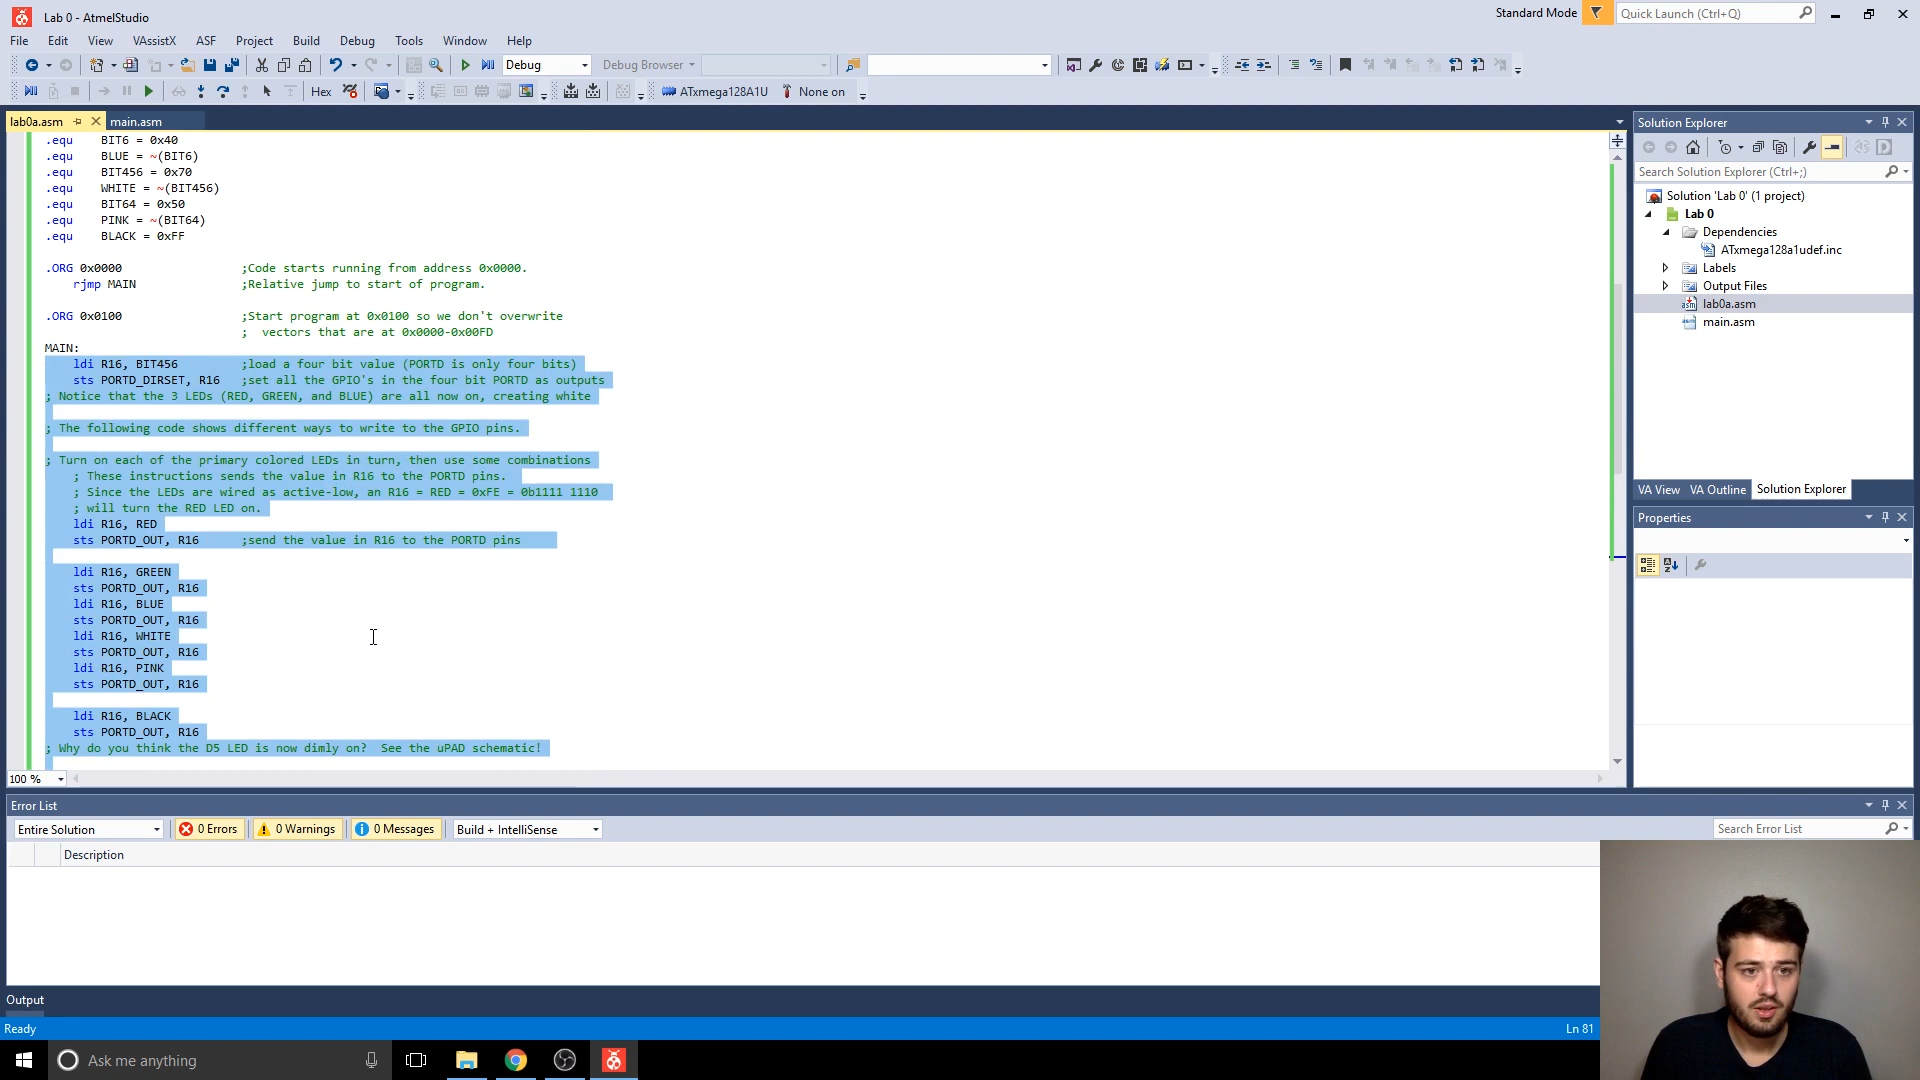 Lab 0 - AtmelStudio
Standard Mode
Quick Launch (Ctrl+Q)
File Edit View VAssistX ASF Project Build Debug Tools Window Help
Debug
Debug Browser
Hex
ATxmega128A1U
None on
lab0a.asm
main.asm
.equ BIT6 = 0x40
.equ BLUE = ~(BIT6)
.equ BIT456 = 0x70
.equ WHITE = ~(BIT456)
.equ BIT64 = 0x50
.equ PINK = ~(BIT64)
.equ BLACK = 0xFF
.ORG 0x0000 ;Code starts running from address 0x0000.
rjmp MAIN ;Relative jump to start of program.
.ORG 0x0100 ;Start program at 0x0100 so we don't overwrite
; vectors that are at 0x0000-0x00FD
MAIN:
ldi R16, BIT456 ;load a four bit value (PORTD is only four bits)
sts PORTD_DIRSET, R16 ;set all the GPIO's in the four bit PORTD as outputs
; Notice that the 3 LEDs (RED, GREEN, and BLUE) are all now on, creating white
; The following code shows different ways to write to the GPIO pins.
; Turn on each of the primary colored LEDs in turn, then use some combinations
; These instructions sends the value in R16 to the PORTD pins.
; Since the LEDs are wired as active-low, an R16 = RED = 0xFE = 0b1111 1110
; will turn the RED LED on.
ldi R16, RED
sts PORTD_OUT, R16 ;send the value in R16 to the PORTD pins
ldi R16, GREEN
sts PORTD_OUT, R16
ldi R16, BLUE
sts PORTD_OUT, R16
ldi R16, WHITE
sts PORTD_OUT, R16
ldi R16, PINK
sts PORTD_OUT, R16
ldi R16, BLACK
sts PORTD_OUT, R16
; Why do you think the D5 LED is now dimly on? See the uPAD schematic!
100 %
Solution Explorer
Search Solution Explorer (Ctrl+;)
Solution 'Lab 0' (1 project)
Lab 0
Dependencies
ATxmega128a1udef.inc
Labels
Output Files
lab0a.asm
main.asm
VA View VA Outline Solution Explorer
Properties
Error List
Entire Solution
0 Errors
0 Warnings
0 Messages
Build + IntelliSense
Search Error List
Description
Output
Ready
Ln 81
Ask me anything